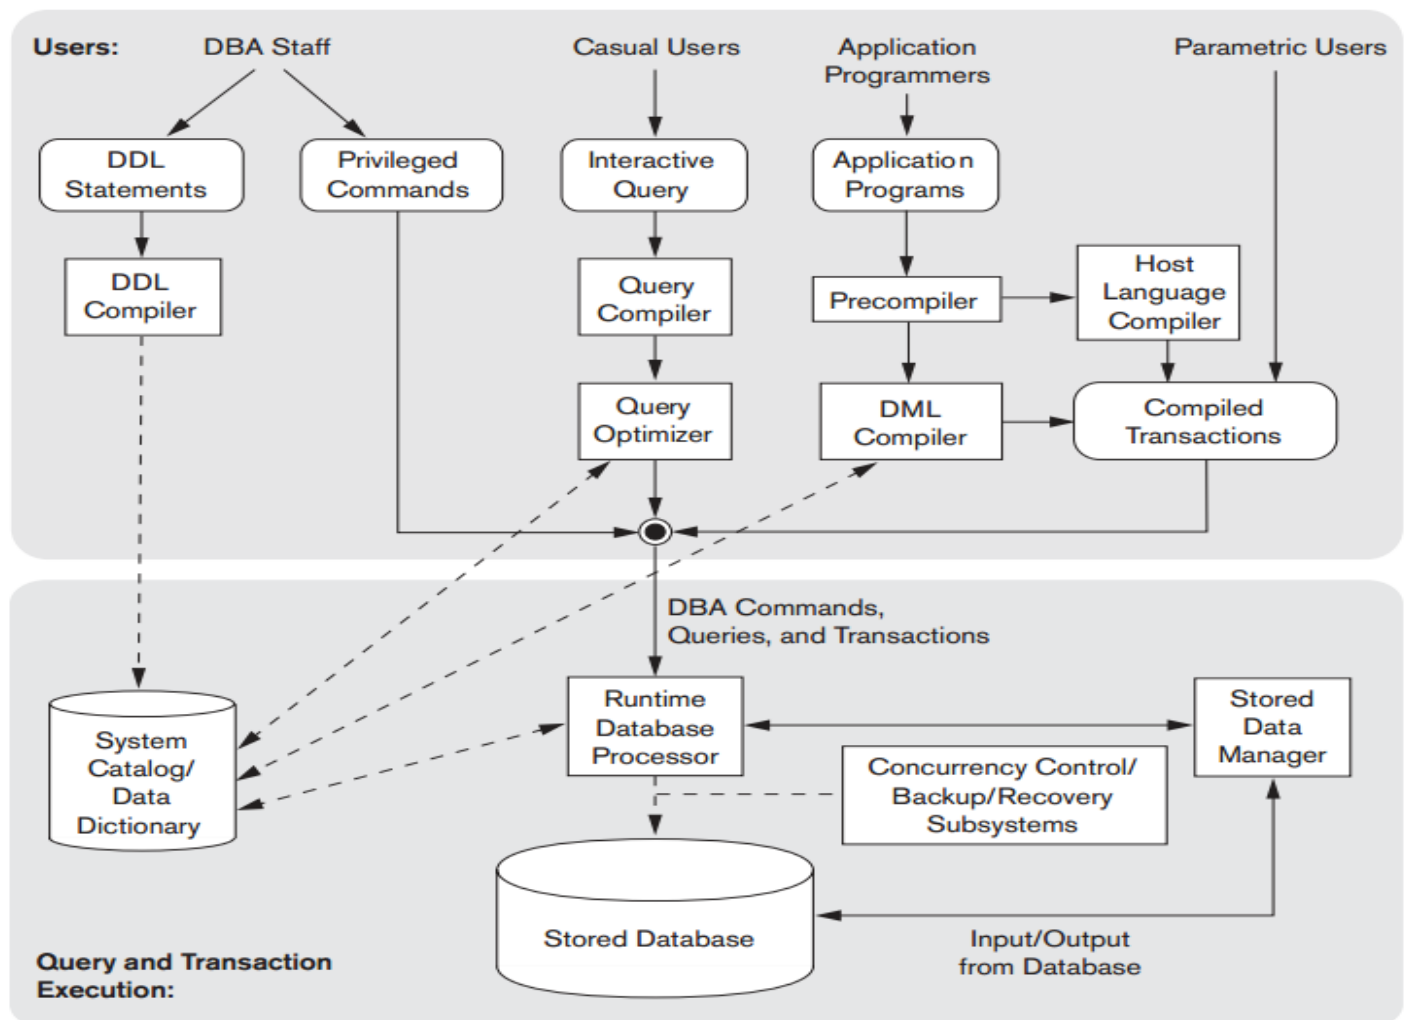 Users:
DBA Staff
Casual Users
Application
Programmers
Parametric Users
DDL
Statements
Privileged
Commands
Interactive
Query
Application
Programs
DDL
Compiler
Query
Compiler
Precompiler
Host
Language
Compiler
Query
Optimizer
DML
Compiler
Compiled
Transactions
DBA Commands,
Queries, and Transactions
System
Catalog/
Data
Dictionary
Runtime
Database
Processor
Stored
Data
Manager
Concurrency Control/
Backup/Recovery
Subsystems
Stored Database
Input/Output
from Database
Query and Transaction
Execution: